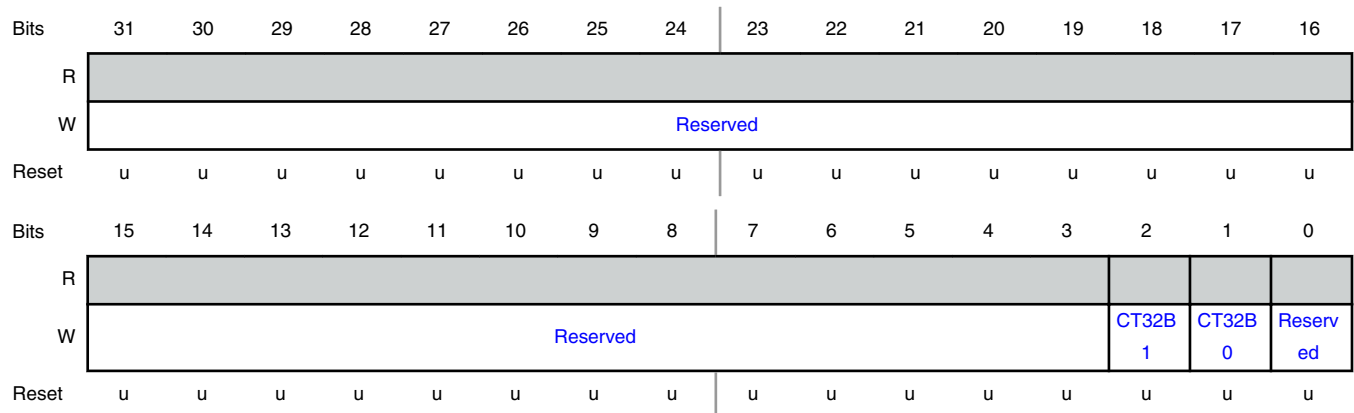 Bits 31 30 29 28 27 26 25 24 23 22 21 20 19 18 17 16
R
W Reserved
Reset u u u u u u u u u u u u u u u u
Bits 15 14 13 12 11 10 9 8 7 6 5 4 3 2 1 0
R
W Reserved CT32B CT32B Reserv
1 0 ed
Reset u u u u u u u u u u u u u u u u